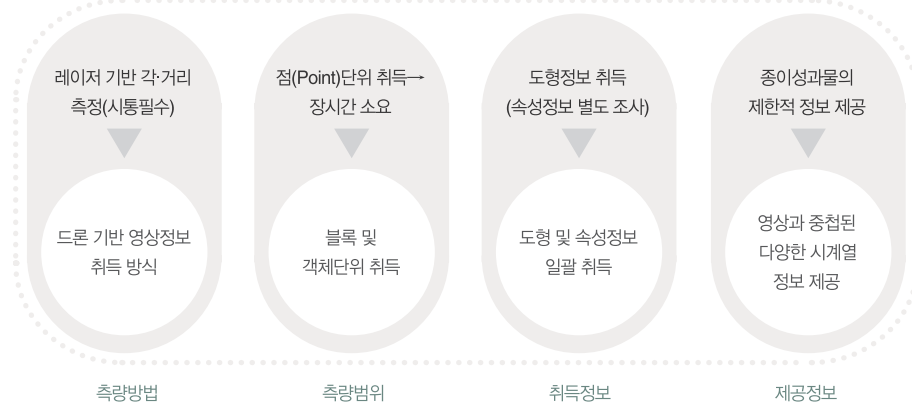 레이저 기반 각·거리
측정(시통필수)
드론 기반 영상정보
취득 방식
측량방법
점(Point)단위 취득→
장시간 소요
블록 및
객체단위 취득
측량범위
도형정보 취득
(속성정보 별도 조사)
도형 및 속성정보
일괄 취득
취득정보
종이성과물의
제한적 정보 제공
영상과 중첩된
다양한 시계열
정보 제공
제공정보